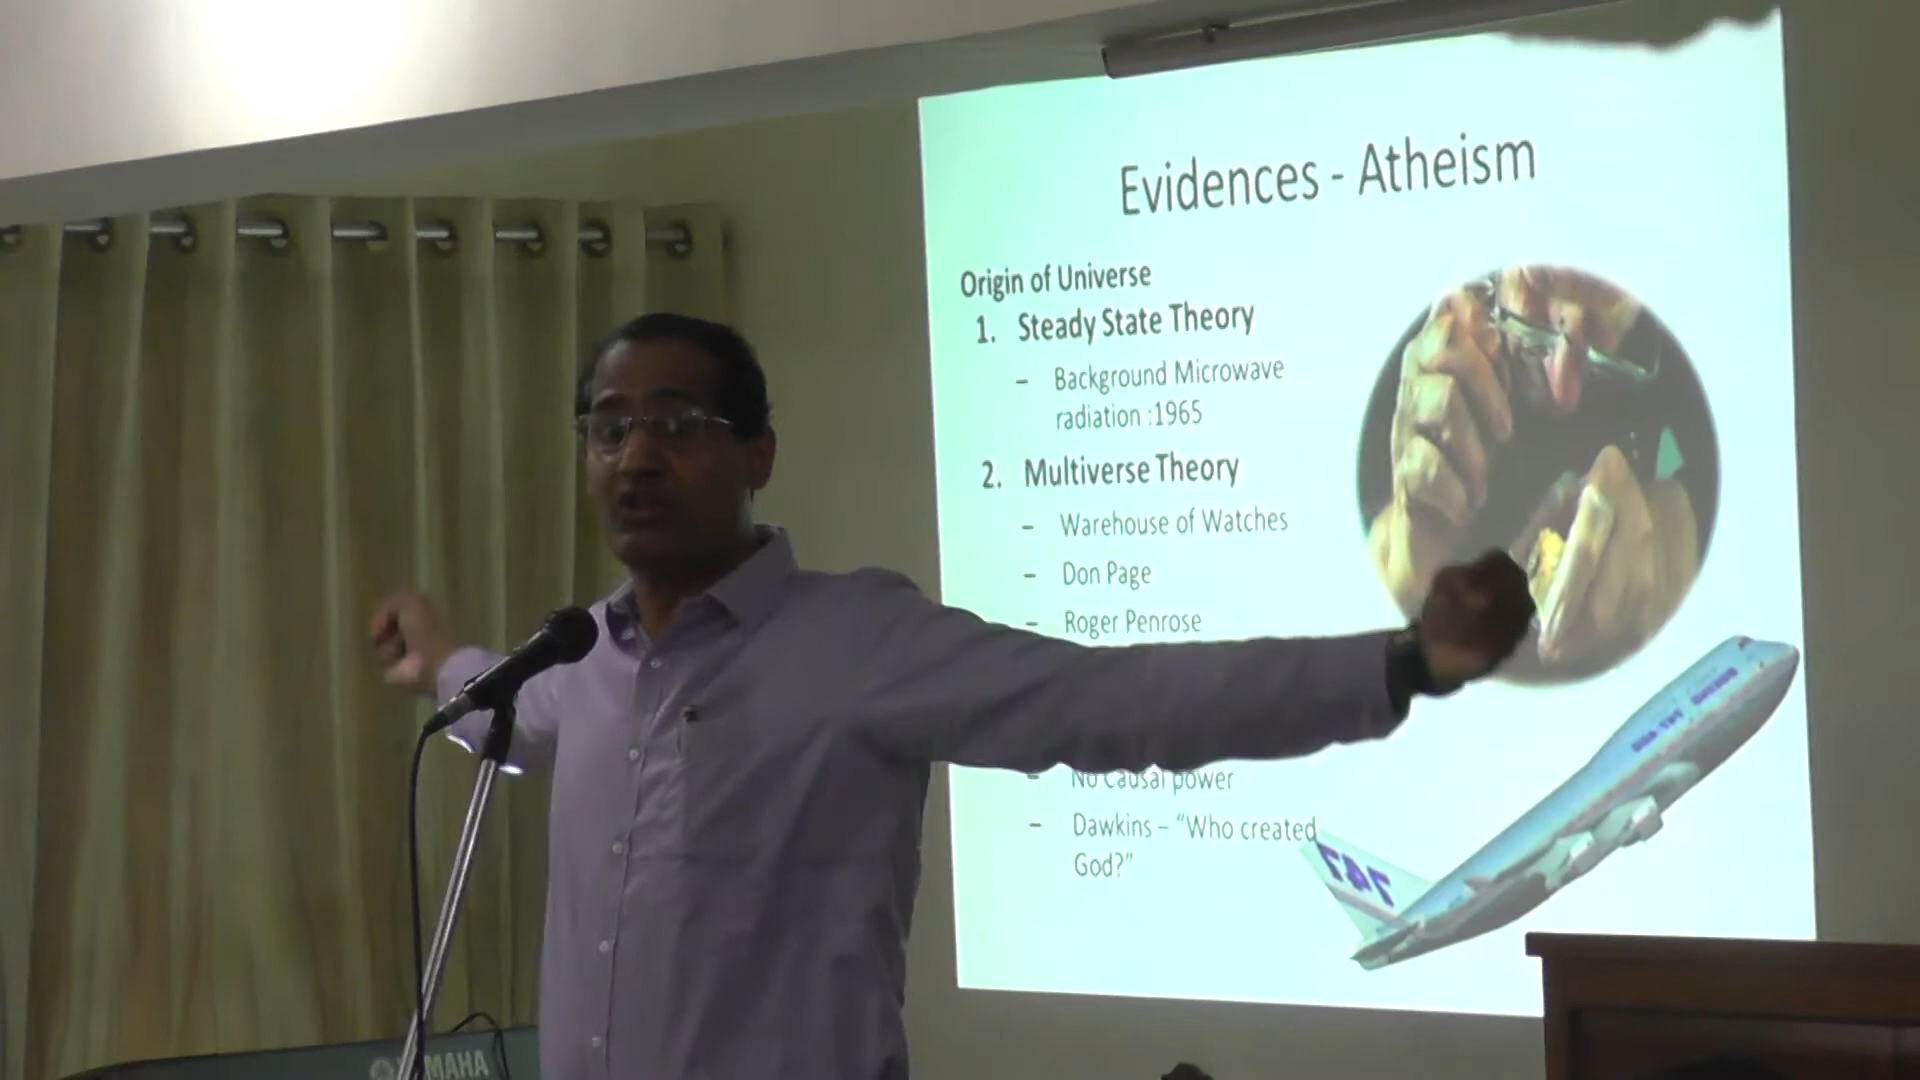 Evidences - Atheism
Origin of Universe
1. Steady State Theory
– Background Microwave
radiation :1965
2. Multiverse Theory
– Warehouse of Watches
– Don Page
– Roger Penrose
– No Causal power
– Dawkins – “Who created
God?”
YAMAHA